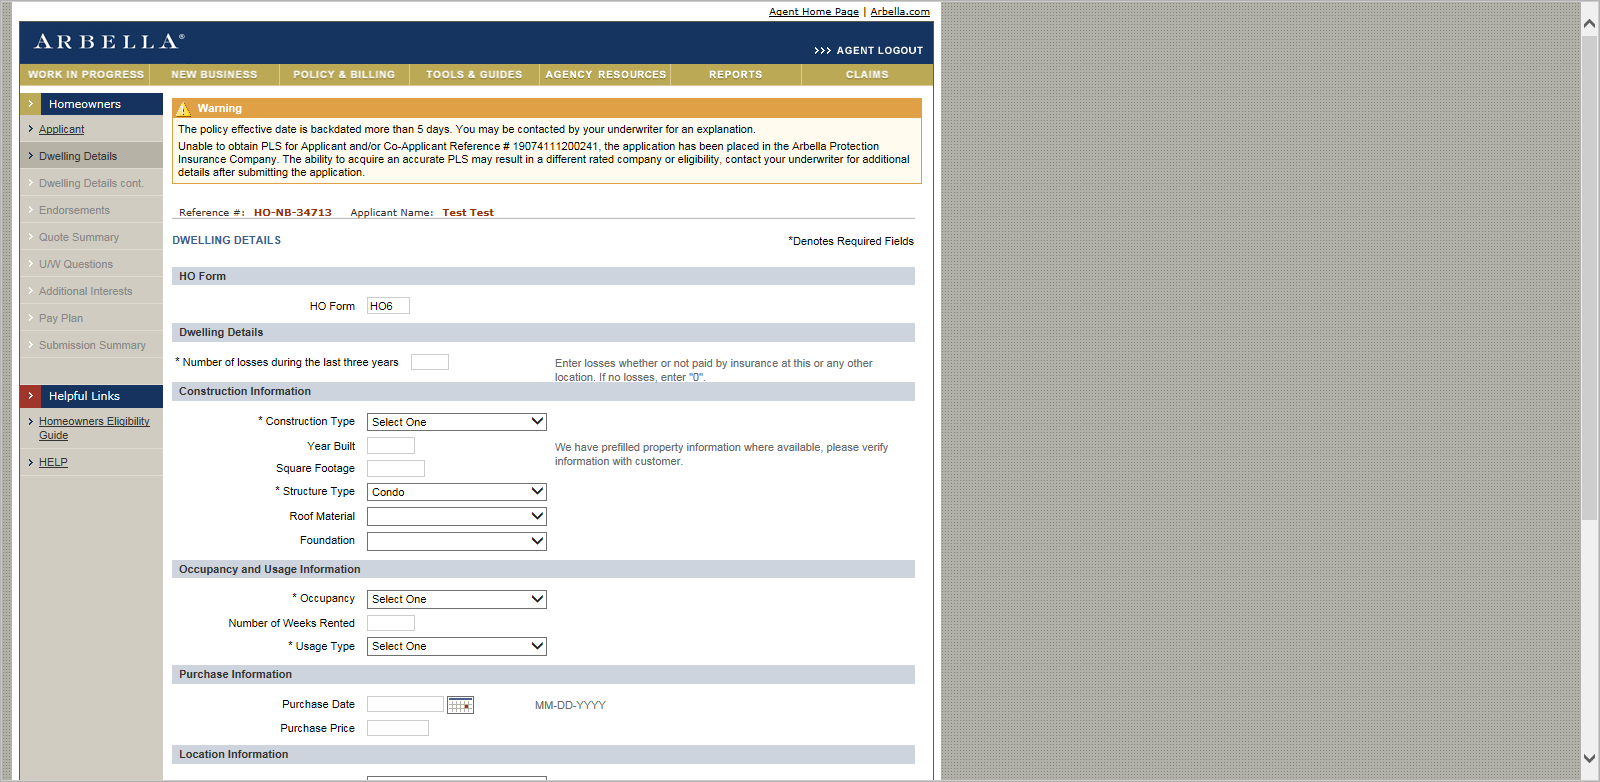 Agent Home Page | Arbella.com
ARBELLA®
>>> AGENT LOGOUT
WORK IN PROGRESS NEW BUSINESS POLICY & BILLING TOOLS & GUIDES AGENCY RESOURCES REPORTS CLAIMS
Homeowners
Applicant
Dwelling Details
Dwelling Details cont.
Endorsements
Quote Summary
U/W Questions
Additional Interests
Pay Plan
Submission Summary
Helpful Links
Homeowners Eligibility
Guide
HELP
Warning
The policy effective date is backdated more than 5 days. You may be contacted by your underwriter for an explanation.
Unable to obtain PLS for Applicant and/or Co-Applicant Reference # 19074111200241, the application has been placed in the Arbella Protection
Insurance Company. The ability to acquire an accurate PLS may result in a different rated company or eligibility, contact your underwriter for additional
details after submitting the application.
Reference #: HO-NB-34713 Applicant Name: Test Test
DWELLING DETAILS
*Denotes Required Fields
HO Form
HO Form HO6
Dwelling Details
* Number of losses during the last three years
Enter losses whether or not paid by insurance at this or any other
location. If no losses, enter "0".
Construction Information
* Construction Type Select One
Year Built
We have prefilled property information where available, please verify
information with customer.
Square Footage
* Structure Type Condo
Roof Material
Foundation
Occupancy and Usage Information
* Occupancy Select One
Number of Weeks Rented
* Usage Type Select One
Purchase Information
Purchase Date MM-DD-YYYY
Purchase Price
Location Information